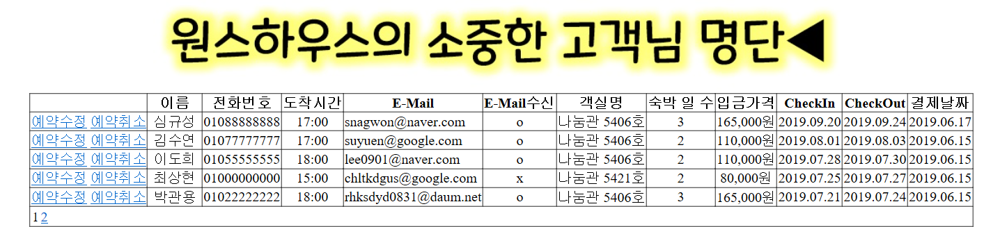 원스하우스의 소중한 고객님 명단◀
이름 전화번호 도착시간 E-Mail E-Mail수신 객실명 숙박 일 수 입금가격 CheckIn CheckOut 결제날짜
예약수정 예약취소 심규성 01088888888 17:00 snagwon@naver.com o 나눔관 5406호 3 165,000원 2019.09.20 2019.09.24 2019.06.17
예약수정 예약취소 김수연 01077777777 17:00 suyuen@google.com o 나눔관 5406호 2 110,000원 2019.08.01 2019.08.03 2019.06.15
예약수정 예약취소 이도희 01055555555 18:00 lee0901@naver.com o 나눔관 5406호 2 110,000원 2019.07.28 2019.07.30 2019.06.15
예약수정 예약취소 최상현 01000000000 15:00 chltkdgus@google.com x 나눔관 5421호 2 80,000원 2019.07.25 2019.07.27 2019.06.15
예약수정 예약취소 박관용 01022222222 18:00 rhksdyd0831@daum.net o 나눔관 5406호 3 165,000원 2019.07.21 2019.07.24 2019.06.15
1 2